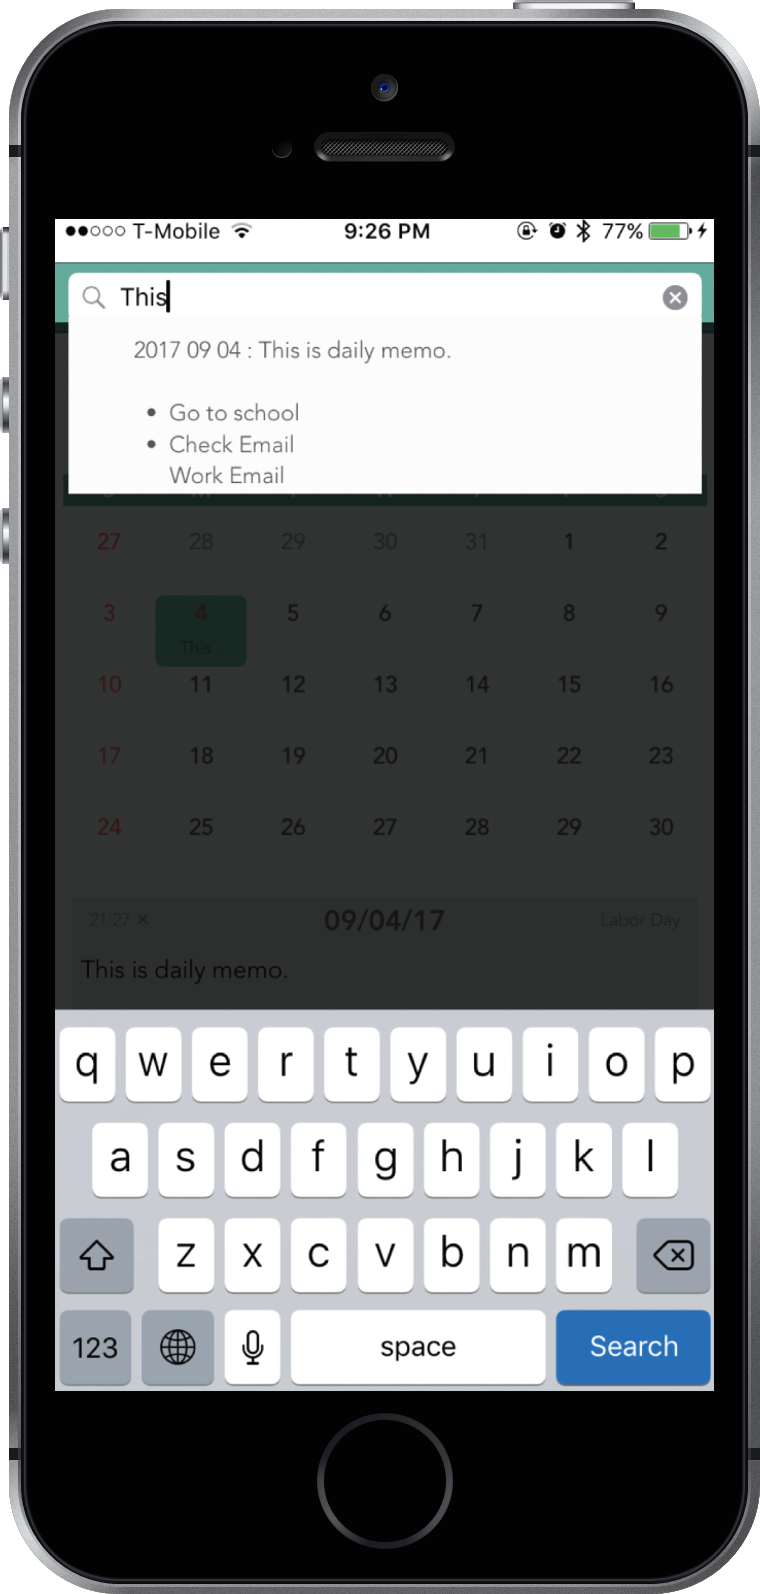 T-Mobile 9:26 PM 77%
This
2017 09 04 : This is daily memo.
• Go to school
• Check Email
Work Email
27 28 29 30 31 1 2
3 4 5 6 7 8 9
This .
10 11 12 13 14 15 16
17 18 19 20 21 22 23
24 25 26 27 28 29 30
21:27 × 09/04/17 Labor Day
This is daily memo.
q w e r t y u i o p
a s d f g h j k l
z x c v b n m
123 space Search